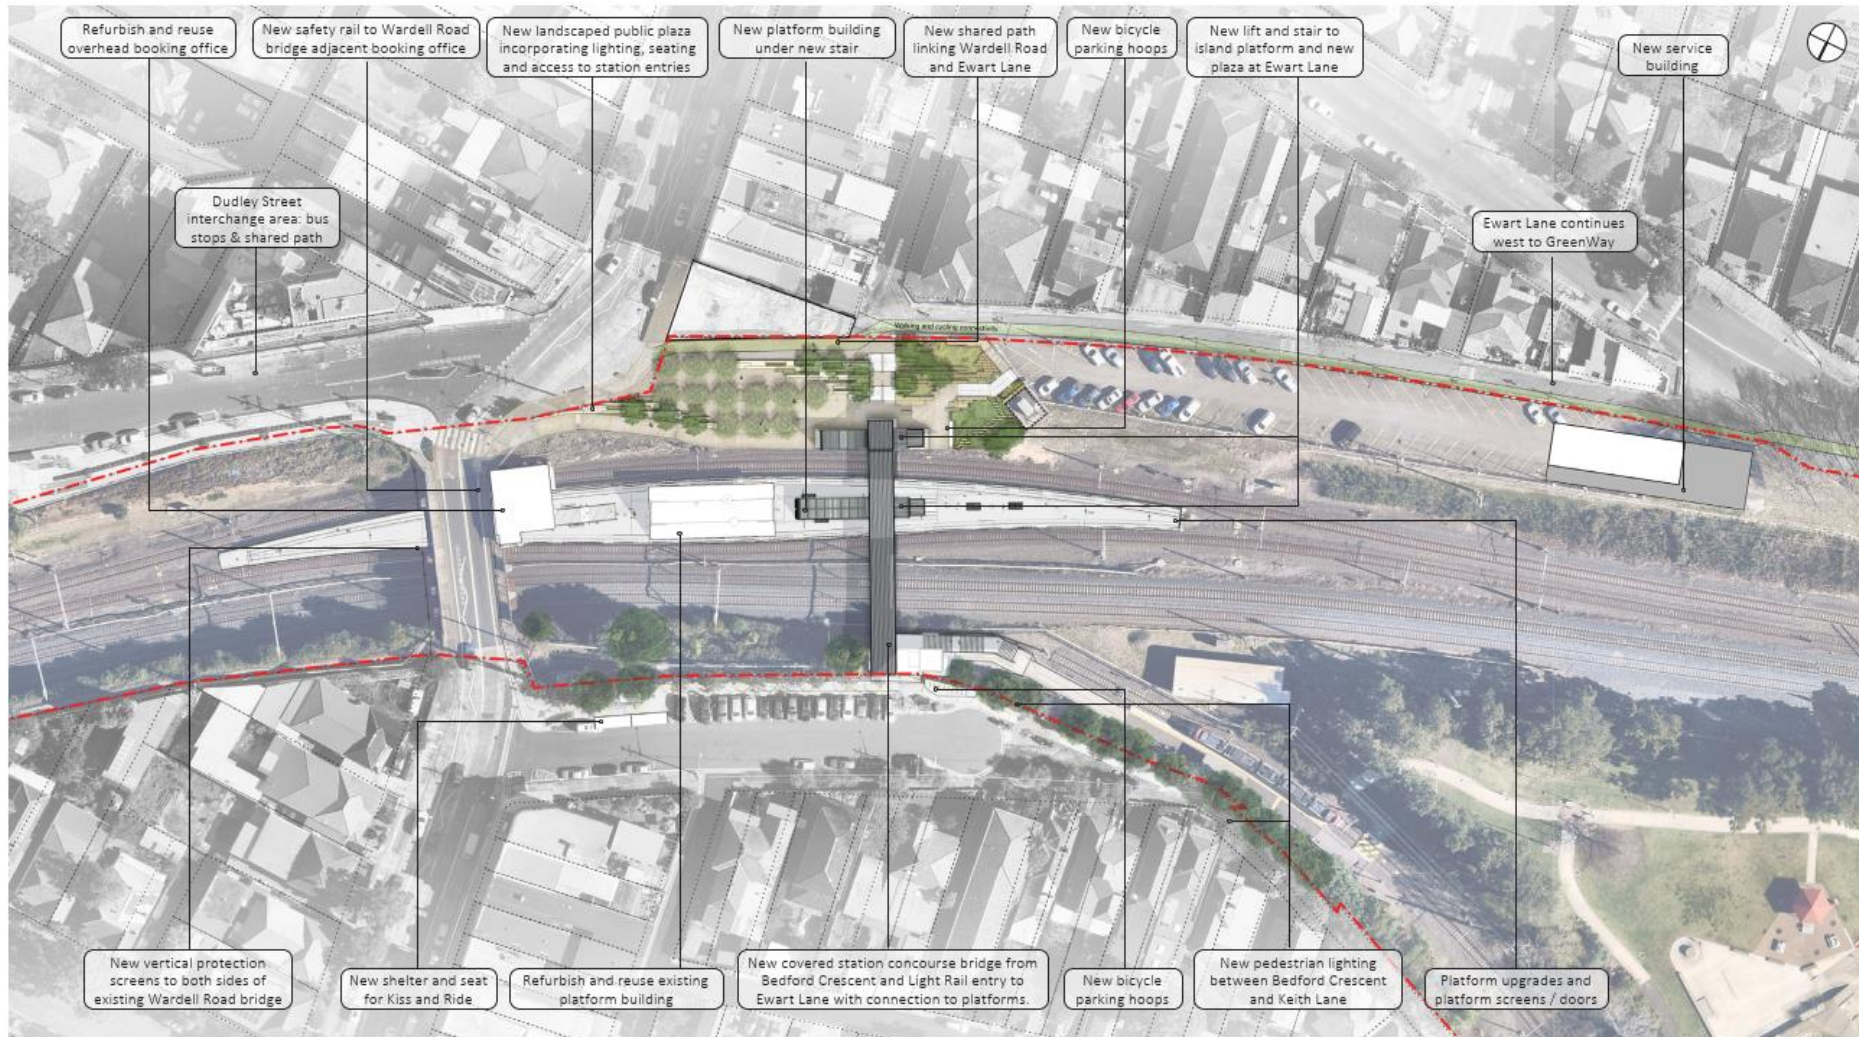 Refurbish and reuse
overhead booking office
New safety rail to Wardell Road
bridge adjacent booking office
New landscaped public plaza
incorporating lighting, seating
and access to station entries
New platform building
under new stair
New shared path
linking Wardell Road
and Ewart Lane
New bicycle
parking hoops
New lift and stair to
island platform and new
plaza at Ewart Lane
New service
building
Dudley Street
interchange area: bus
stops & shared path
Ewart Lane continues
west to GreenWay
Walking and cycling connectivity
New vertical protection
screens to both sides of
existing Wardell Road bridge
New shelter and seat
for Kiss and Ride
Refurbish and reuse existing
platform building
New covered station concourse bridge from
Bedford Crescent and Light Rail entry to
Ewart Lane with connection to platforms.
New bicycle
parking hoops
New pedestrian lighting
between Bedford Crescent
and Keith Lane
Platform upgrades and
platform screens / doors